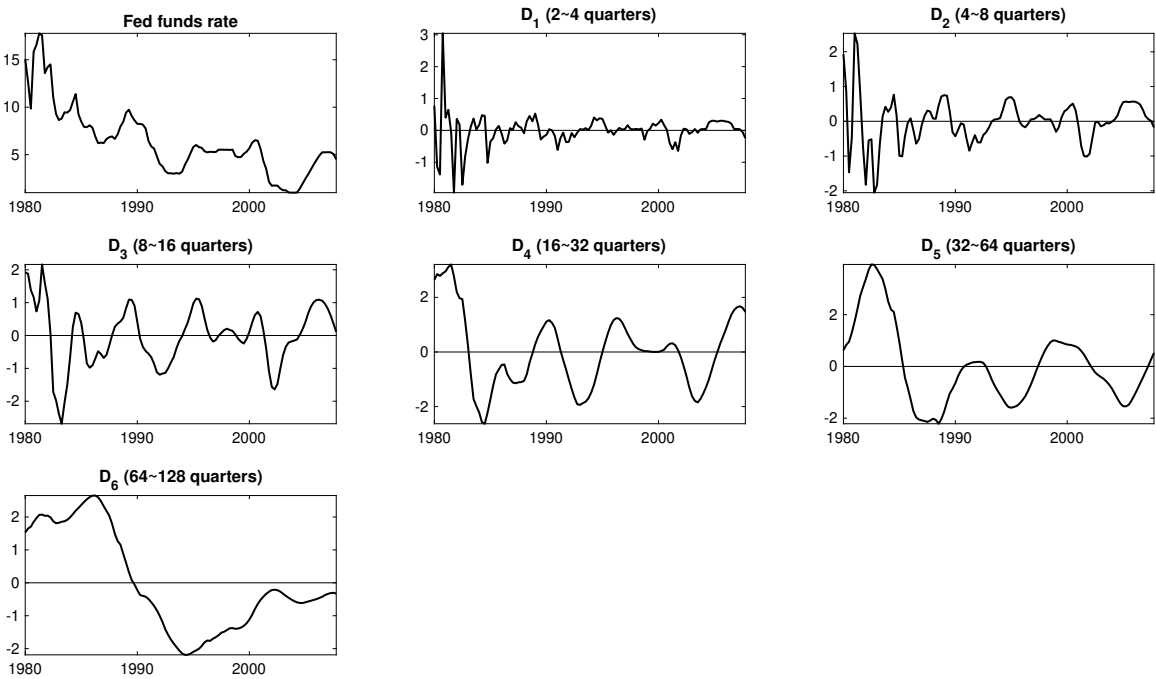 Fed funds rate
15
10
5
1980 1990 2000
D1 (2~4 quarters)
3
2
1
0
-1
1980 1990 2000
D2 (4~8 quarters)
2
1
0
-1
-2
1980 1990 2000
D3 (8~16 quarters)
2
1
0
-1
-2
1980 1990 2000
D4 (16~32 quarters)
2
0
-2
1980 1990 2000
D5 (32~64 quarters)
2
0
-2
1980 1990 2000
D6 (64~128 quarters)
2
1
0
-1
-2
1980 1990 2000